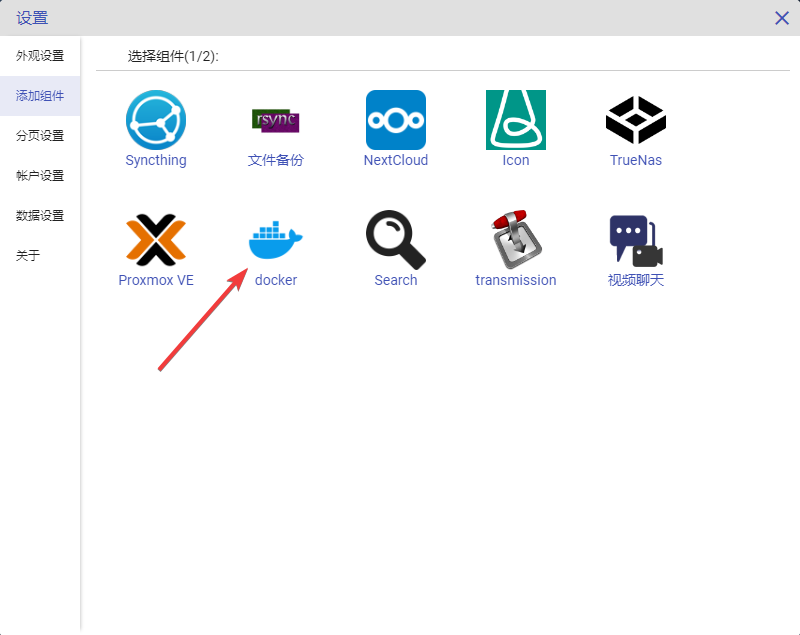 设置
外观设置
添加组件
分页设置
帐户设置
数据设置
关于
选择组件(1/2):
rsync
Syncthing
文件备份
NextCloud
Icon
TrueNas
Proxmox VE
docker
Search
transmission
视频聊天